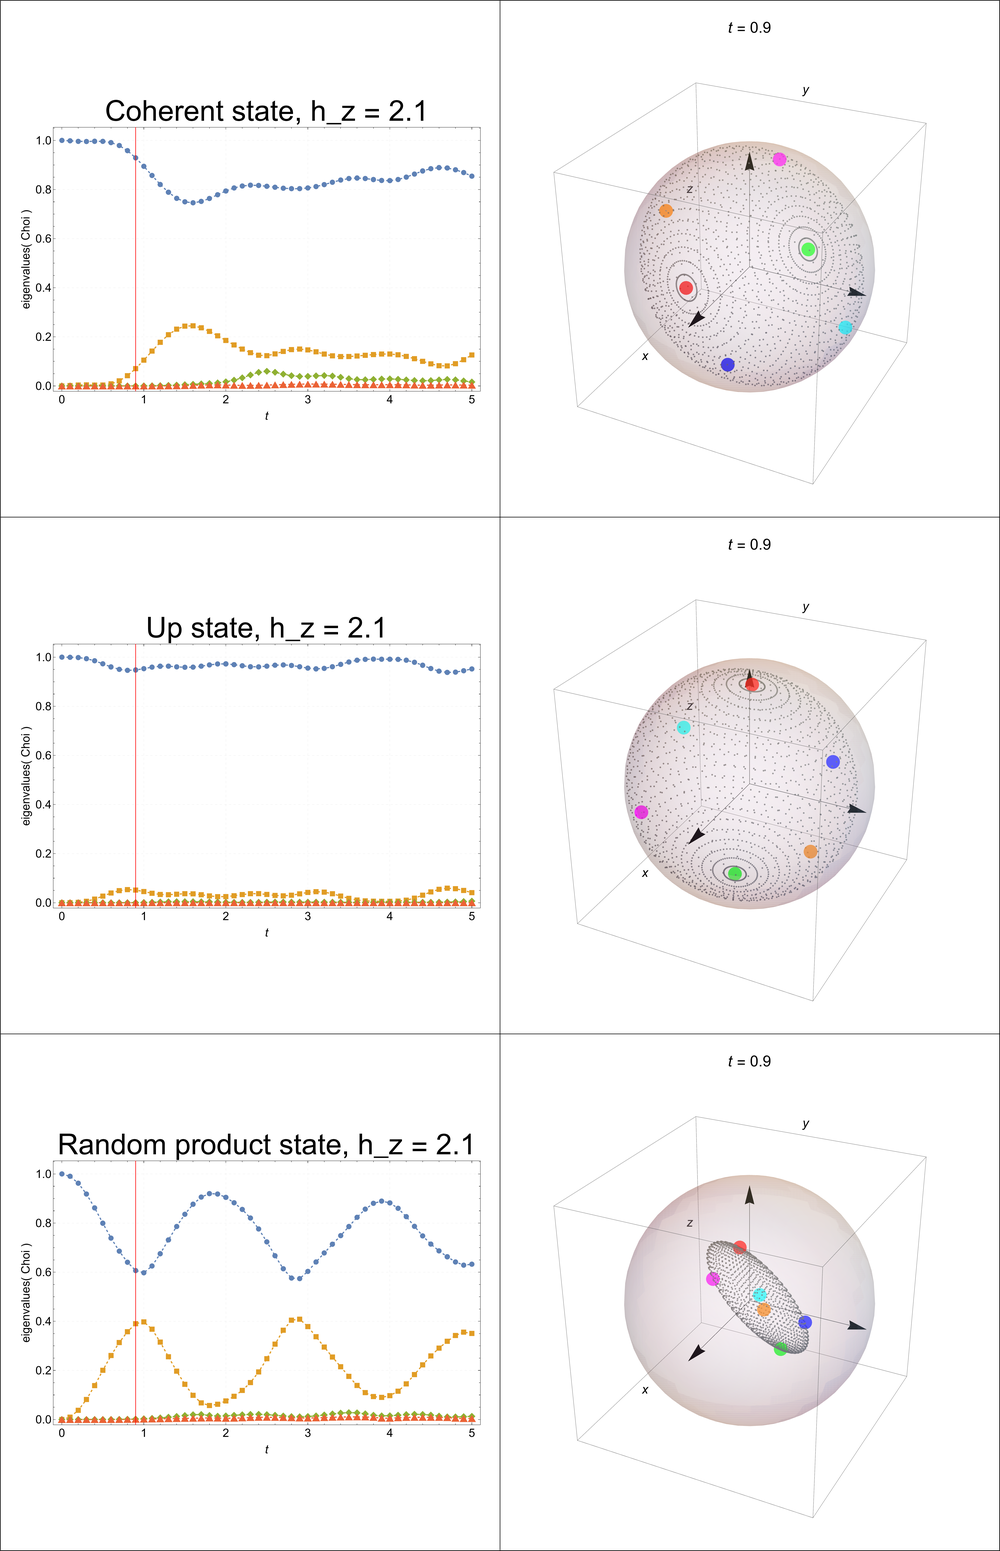 t = 0.9
Coherent state, h_z = 2.1
y
z
x
eigenvalues( Choi )
1.0
0.8
0.6
0.4
0.2
0.0
0 1 2 3 4 5
t
t = 0.9
Up state, h_z = 2.1
y
z
x
eigenvalues( Choi )
1.0
0.8
0.6
0.4
0.2
0.0
0 1 2 3 4 5
t
t = 0.9
Random product state, h_z = 2.1
y
z
x
eigenvalues( Choi )
1.0
0.8
0.6
0.4
0.2
0.0
0 1 2 3 4 5
t